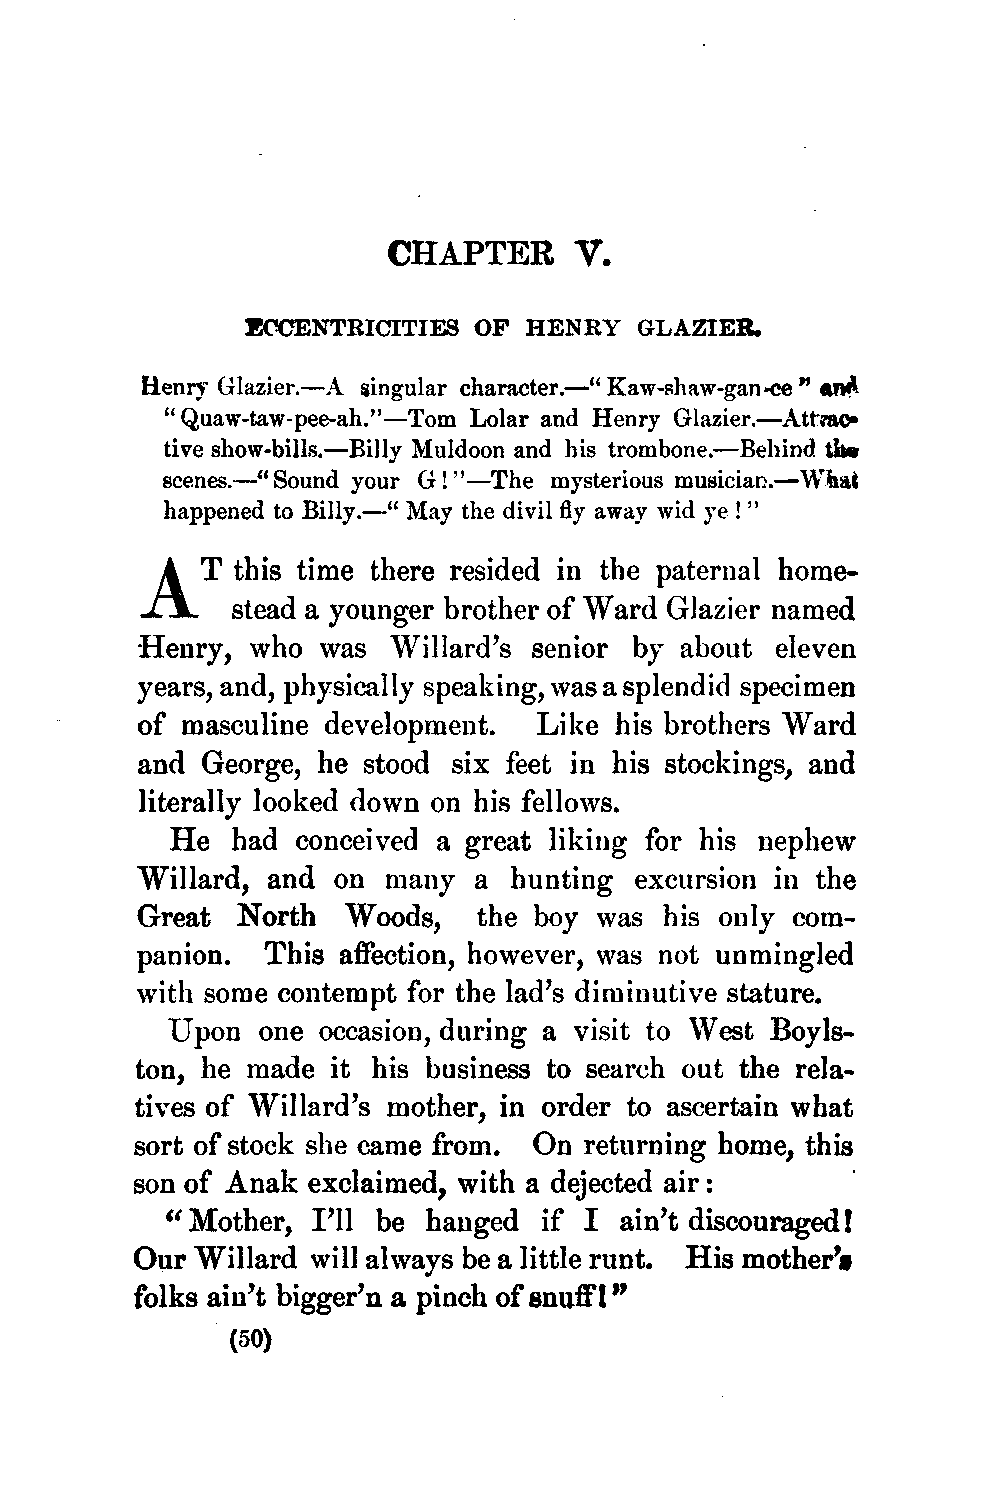 CHAPTER V.
ECCENTRICITIES OF HENRY GLAZIER.
Henry Glazier.—A singular character.—"Kaw-shaw-gan-ce" and
"Quaw-taw-pee-ah."—Tom Lolar and Henry Glazier.—Attrac-
tive show-bills.—Billy Muldoon and his trombone.—Behind the
scenes.—"Sound your G!"—The mysterious musician.—What
happened to Billy.—"May the divil fly away wid ye!"
AT this time there resided in the paternal home-
stead a younger brother of Ward Glazier named
Henry, who was Willard's senior by about eleven
years, and, physically speaking, was a splendid specimen
of masculine development. Like his brothers Ward
and George, he stood six feet in his stockings, and
literally looked down on his fellows.
He had conceived a great liking for his nephew
Willard, and on many a hunting excursion in the
Great North Woods, the boy was his only com-
panion. This affection, however, was not unmingled
with some contempt for the lad's diminutive stature.
Upon one occasion, during a visit to West Boyls-
ton, he made it his business to search out the rela-
tives of Willard's mother, in order to ascertain what
sort of stock she came from. On returning home, this
son of Anak exclaimed, with a dejected air:
"Mother, I'll be hanged if I ain't discouraged!
Our Willard will always be a little runt. His mother's
folks ain't bigger'n a pinch of snuff!"
(50)